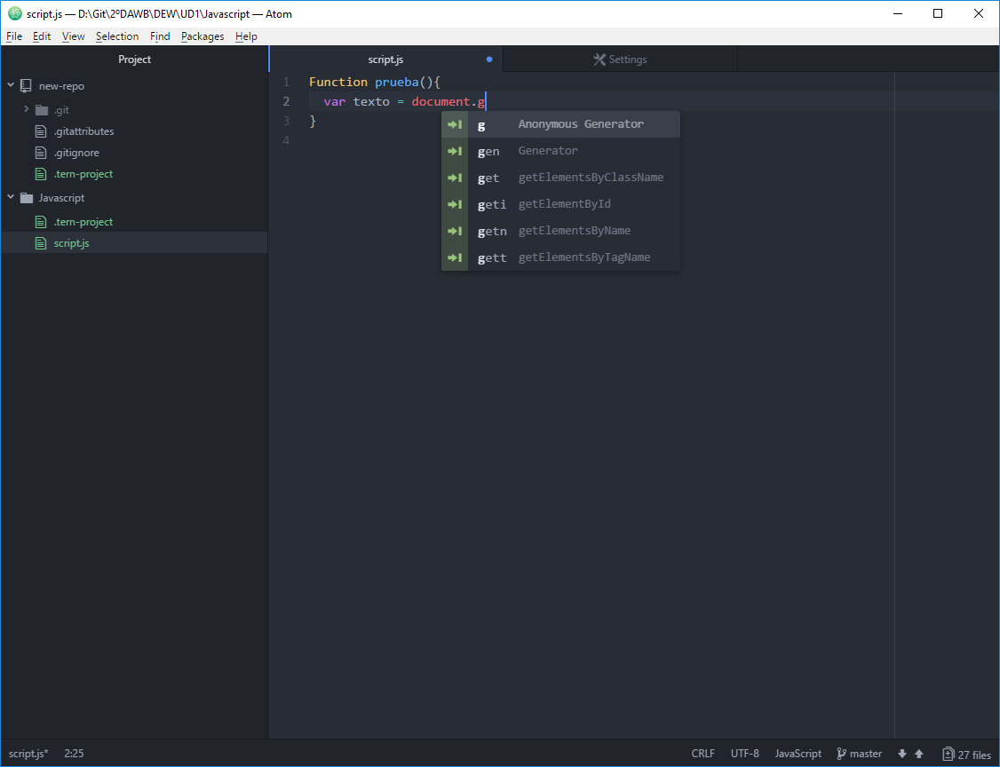 script.js — D:\Git\2ºDAWB\DEW\UD1\Javascript — Atom
File Edit View Selection Find Packages Help
Project
new-repo
.git
.gitattributes
.gitignore
.tern-project
Javascript
.tern-project
script.js
script.js
Settings
1 Function prueba(){
2 var texto = document.g
3 }
4
g Anonymous Generator
gen Generator
get getElementsByClassName
geti getElementById
getn getElementsByName
gett getElementsByTagName
script.js* 2:25 CRLF UTF-8 JavaScript master 27 files